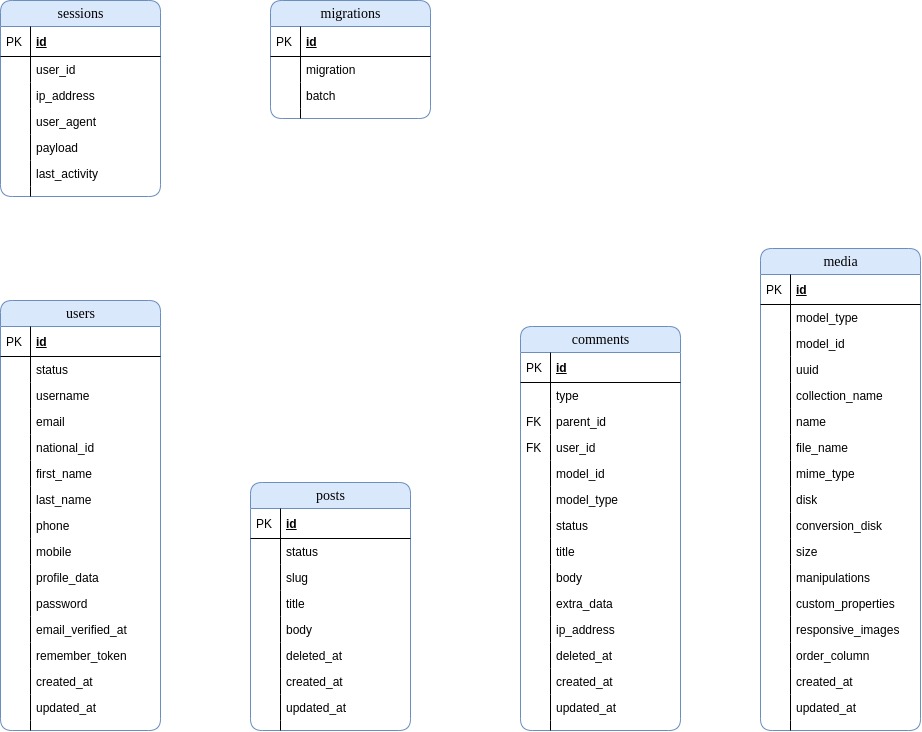 sessions
PK id
user_id
ip_address
user_agent
payload
last_activity
migrations
PK id
migration
batch
users
PK id
status
username
email
national_id
first_name
last_name
phone
mobile
profile_data
password
email_verified_at
remember_token
created_at
updated_at
posts
PK id
status
slug
title
body
deleted_at
created_at
updated_at
comments
PK id
type
FK parent_id
FK user_id
model_id
model_type
status
title
body
extra_data
ip_address
deleted_at
created_at
updated_at
media
PK id
model_type
model_id
uuid
collection_name
name
file_name
mime_type
disk
conversion_disk
size
manipulations
custom_properties
responsive_images
order_column
created_at
updated_at